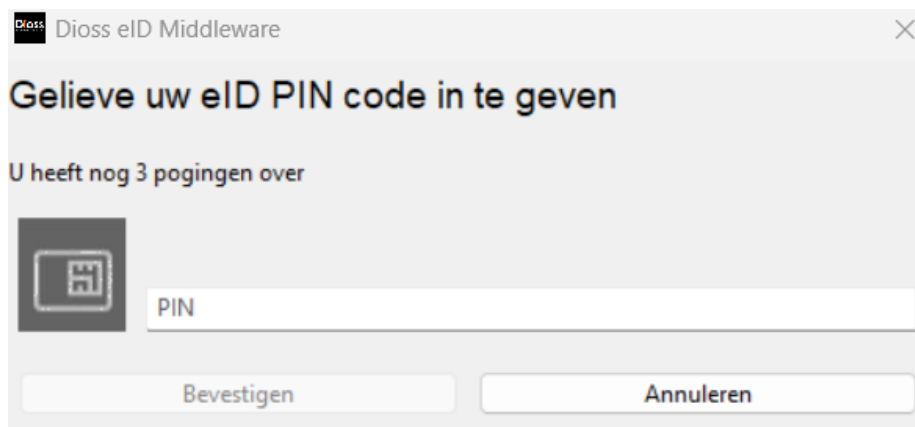 Dioss
Dioss eID Middleware
Gelieve uw eID PIN code in te geven
U heeft nog 3 pogingen over
PIN
Bevestigen
Annuleren